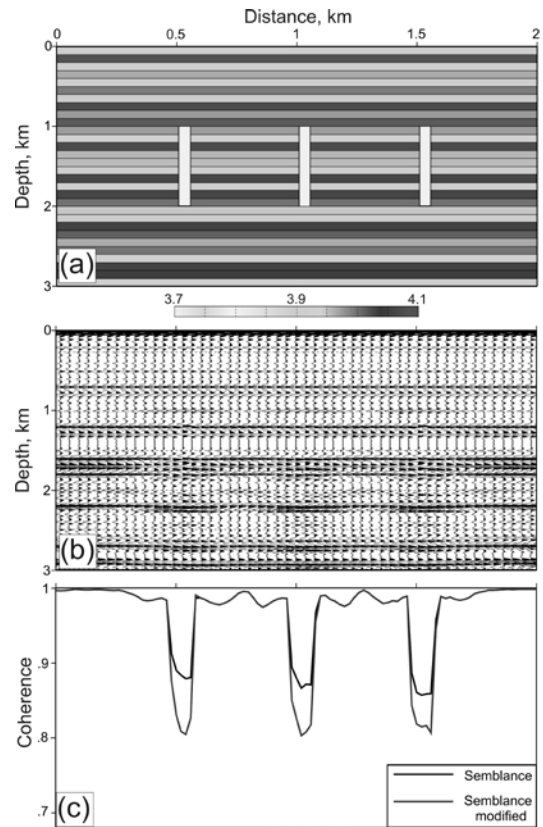 Distance, km
0 0.5 1.0 1.5 2
Depth, km
0
1
2
3
(a)
3.7 3.9 4.1
Depth, km
0
1
2
3
(b)
Coherence
1
.9
.8
.7
(c)
Semblance
Semblance
modified